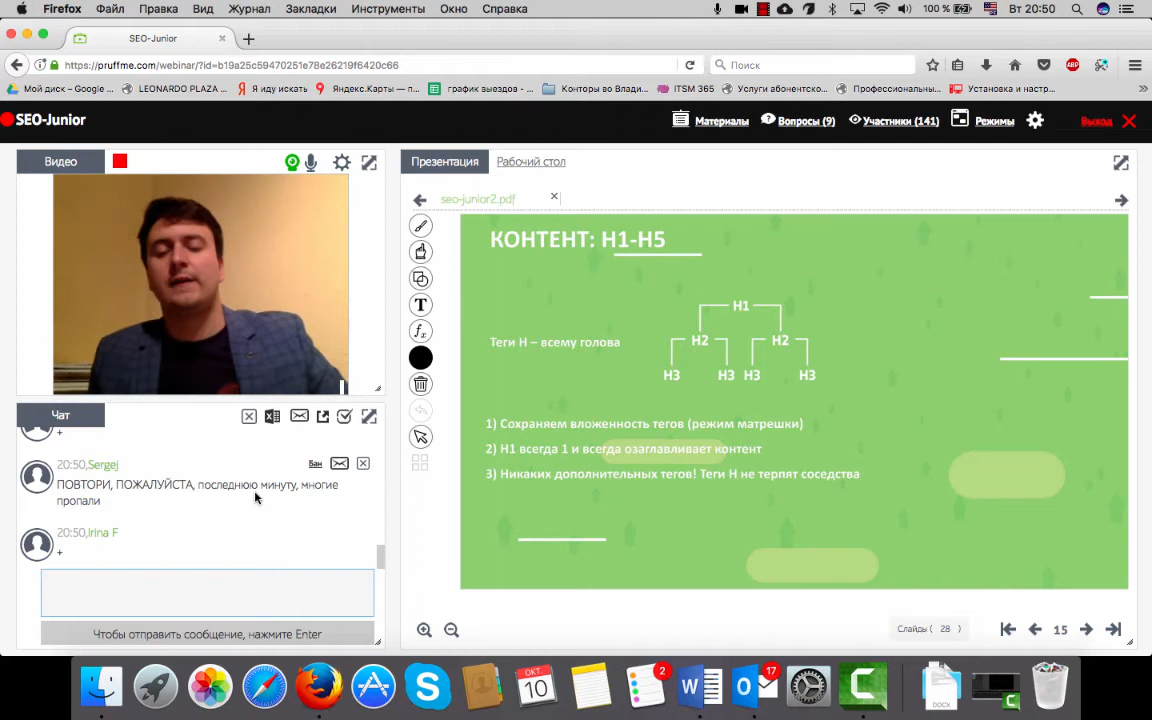 Firefox Файл Правка Вид Журнал Закладки Инструменты Окно Справка 100 % Вт 20:50
SEO-Junior
https://pruffme.com/webinar/?id=b19a25c59470251e78e26219f6420c66 Поиск
Мой диск – Google ... LEONARDO PLAZA ... Я иду искать Яндекс.Карты — п... график выездов - ... Конторы во Влади... ITSM 365 Услуги абонентско... Профессиональны... Установка и настр...
SEO-Junior Материалы Вопросы (9) Участники (141) Режимы Выход
Видео Презентация Рабочий стол
seo-junior2.pdf
КОНТЕНТ: H1-H5
H1
Теги H – всему голова H2 H2
H3 H3 H3 H3
1) Сохраняем вложенность тегов (режим матрешки)
2) H1 всегда 1 и всегда озаглавливает контент
3) Никаких дополнительных тегов! Теги H не терпят соседства
Чат
+
20:50,Sergej Бан
ПОВТОРИ, ПОЖАЛУЙСТА, последнюю минуту, многие
пропали
20:50,Irina F
+
Чтобы отправить сообщение, нажмите Enter
Слайды ( 28 ) 15
ОКТ.
10
2
17
DOCX